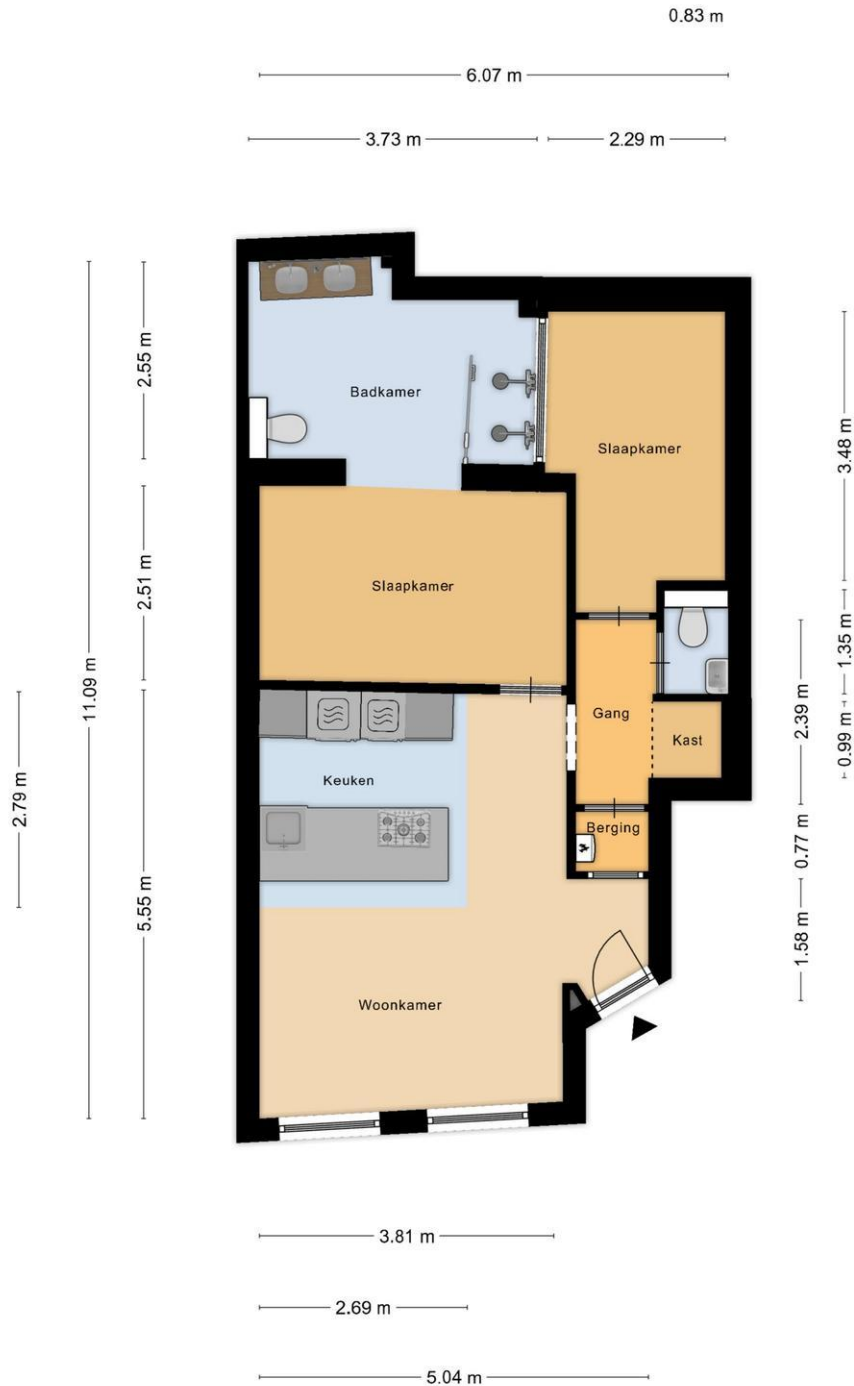 0.83 m
6.07 m
3.73 m
2.29 m
2.55 m
3.48 m
Badkamer
Slaapkamer
2.51 m
Slaapkamer
1.35 m
11.09 m
2.39 m
Gang
0.99 m
Kast
2.79 m
Keuken
Berging
0.77 m
5.55 m
1.58 m
Woonkamer
3.81 m
2.69 m
5.04 m